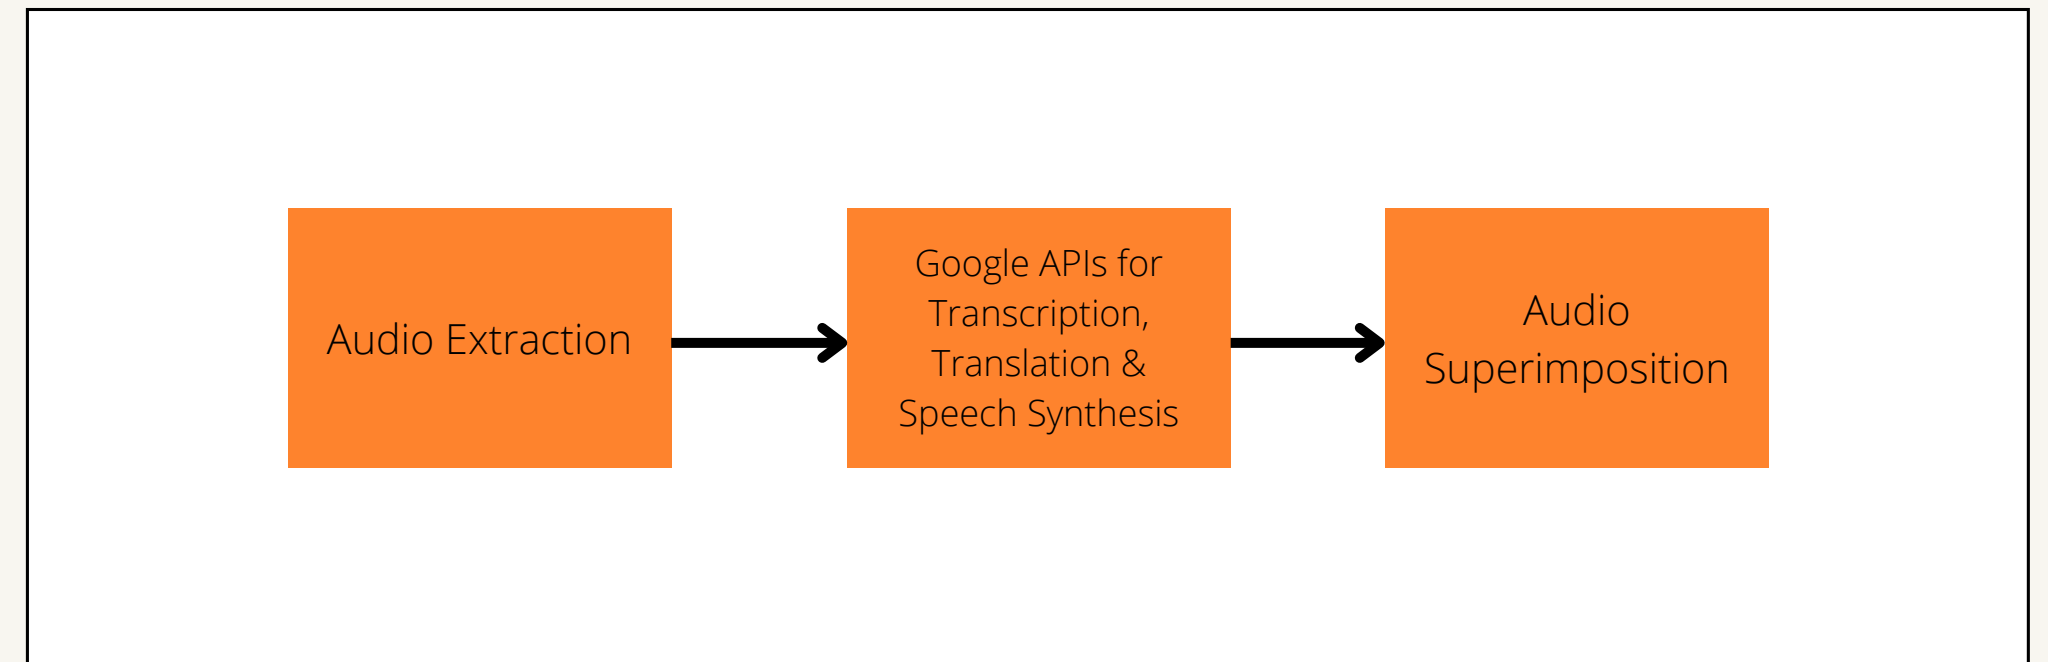 Audio Extraction
Google APIs for
Transcription,
Translation &
Speech Synthesis
Audio
Superimposition